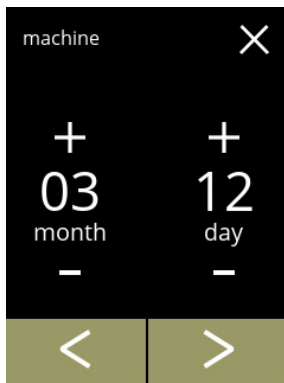 machine
+ +
03 12
month day
- -
< >